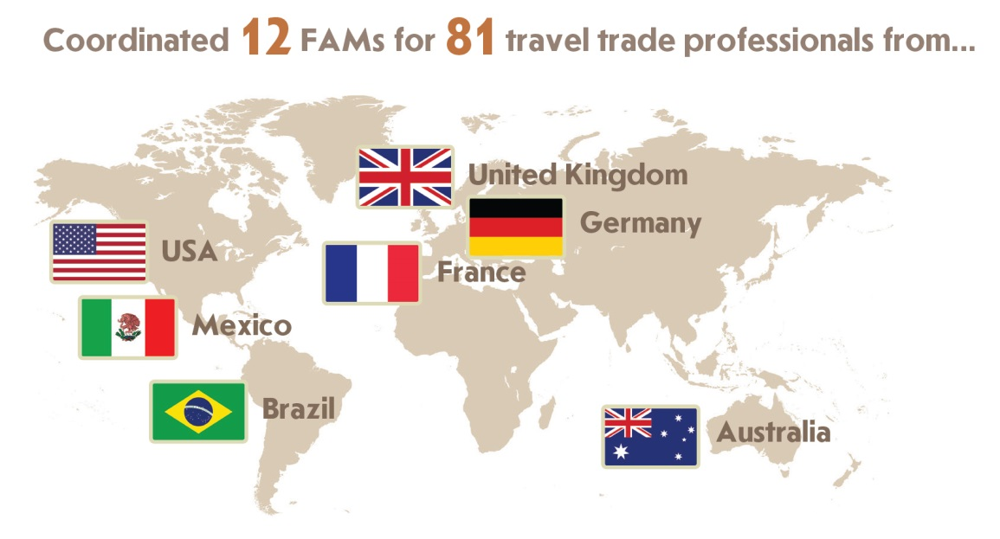 Coordinated 12 FAMs for 81 travel trade professionals from...
United Kingdom
Germany
USA
France
Mexico
Brazil
Australia